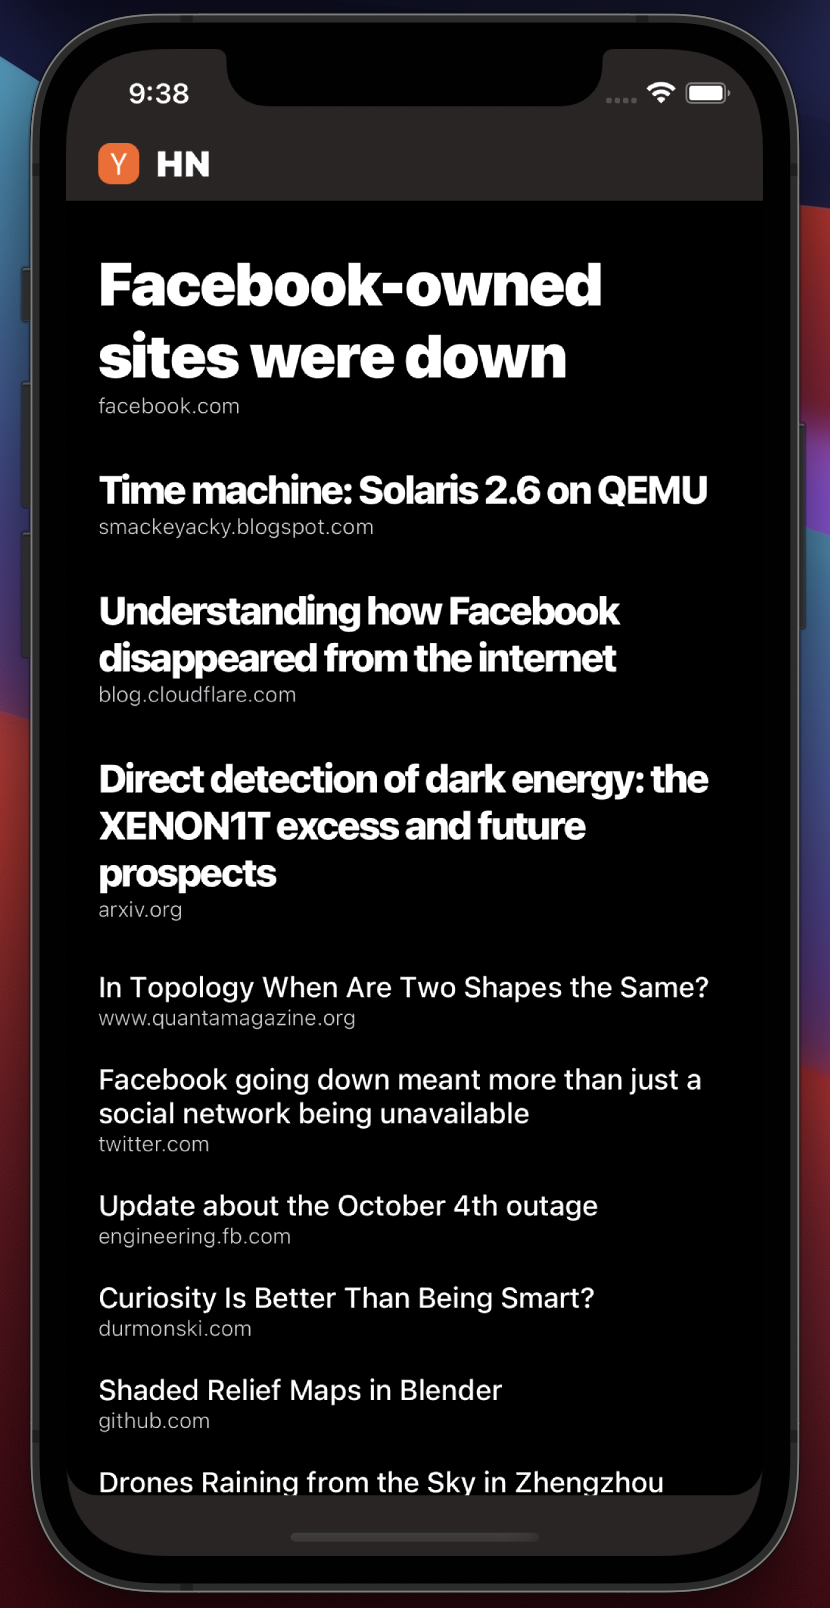 9:38
Y HN
Facebook-owned
sites were down
facebook.com
Time machine: Solaris 2.6 on QEMU
smackeyacky.blogspot.com
Understanding how Facebook
disappeared from the internet
blog.cloudflare.com
Direct detection of dark energy: the
XENON1T excess and future
prospects
arxiv.org
In Topology When Are Two Shapes the Same?
www.quantamagazine.org
Facebook going down meant more than just a
social network being unavailable
twitter.com
Update about the October 4th outage
engineering.fb.com
Curiosity Is Better Than Being Smart?
durmonski.com
Shaded Relief Maps in Blender
github.com
Drones Raining from the Sky in Zhengzhou